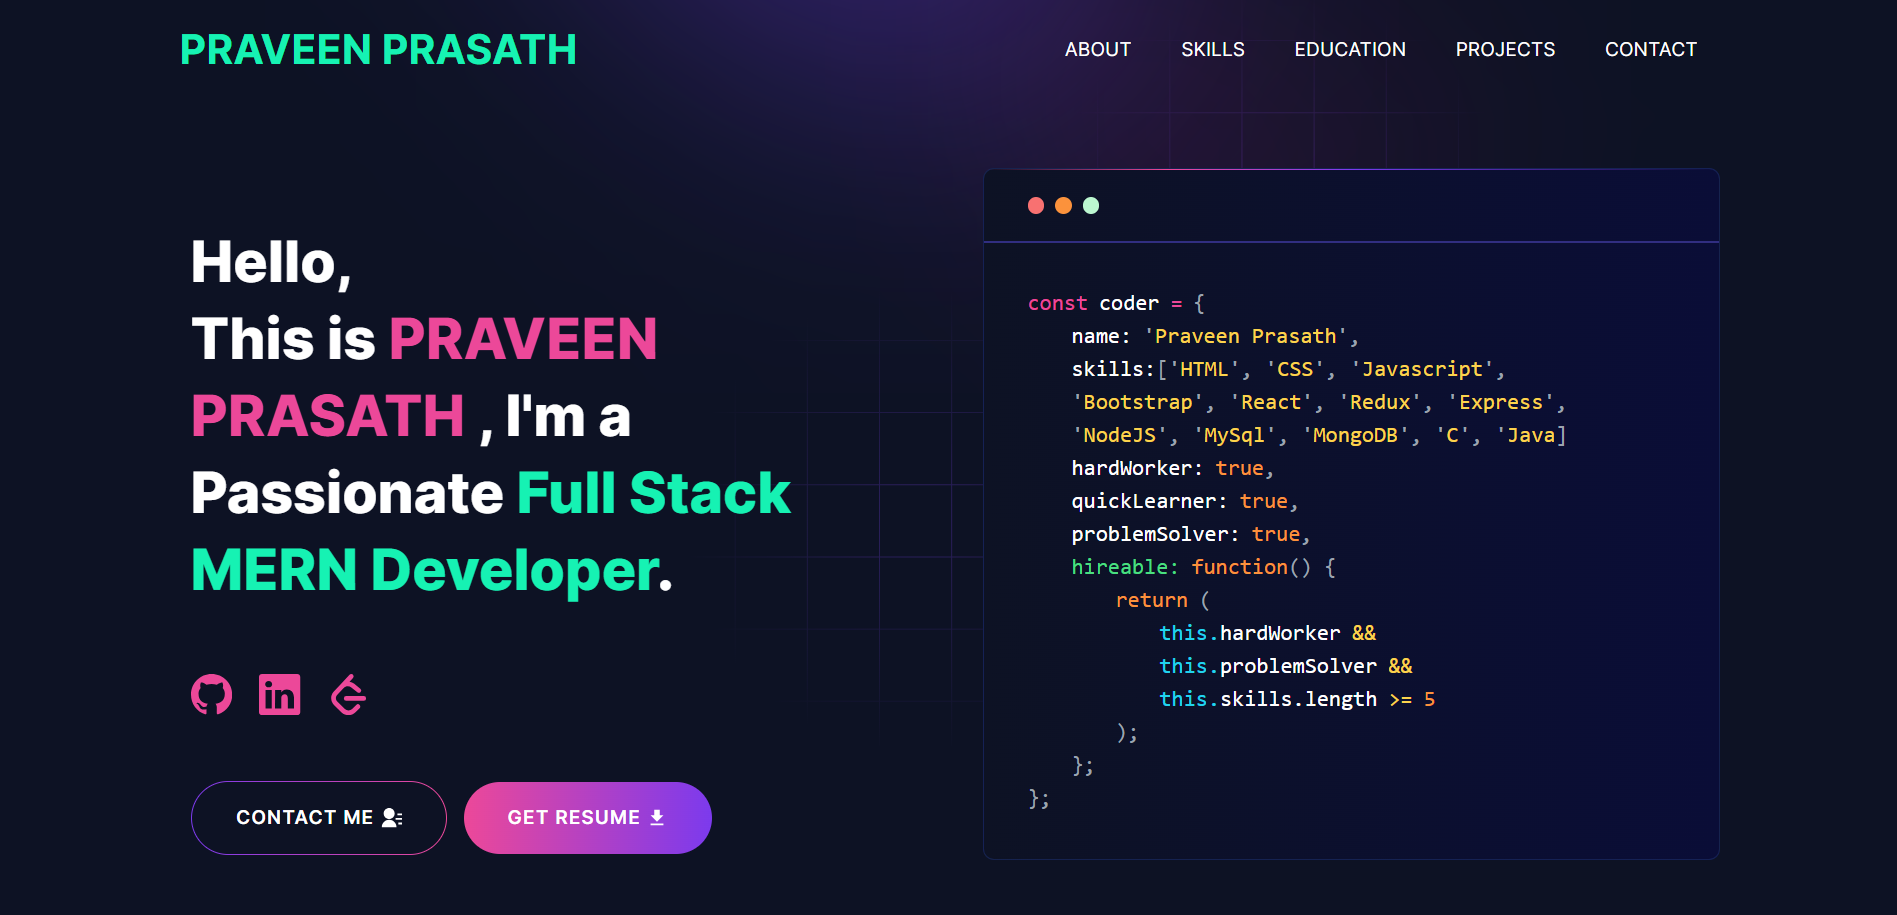 PRAVEEN PRASATH
ABOUT SKILLS EDUCATION PROJECTS CONTACT
Hello,
This is PRAVEEN
PRASATH , I'm a
Passionate Full Stack
MERN Developer.
CONTACT ME
GET RESUME
const coder = {
name: 'Praveen Prasath',
skills:['HTML', 'CSS', 'Javascript',
'Bootstrap', 'React', 'Redux', 'Express',
'NodeJS', 'MySql', 'MongoDB', 'C', 'Java]
hardWorker: true,
quickLearner: true,
problemSolver: true,
hireable: function() {
return (
this.hardWorker &&
this.problemSolver &&
this.skills.length >= 5
);
};
};